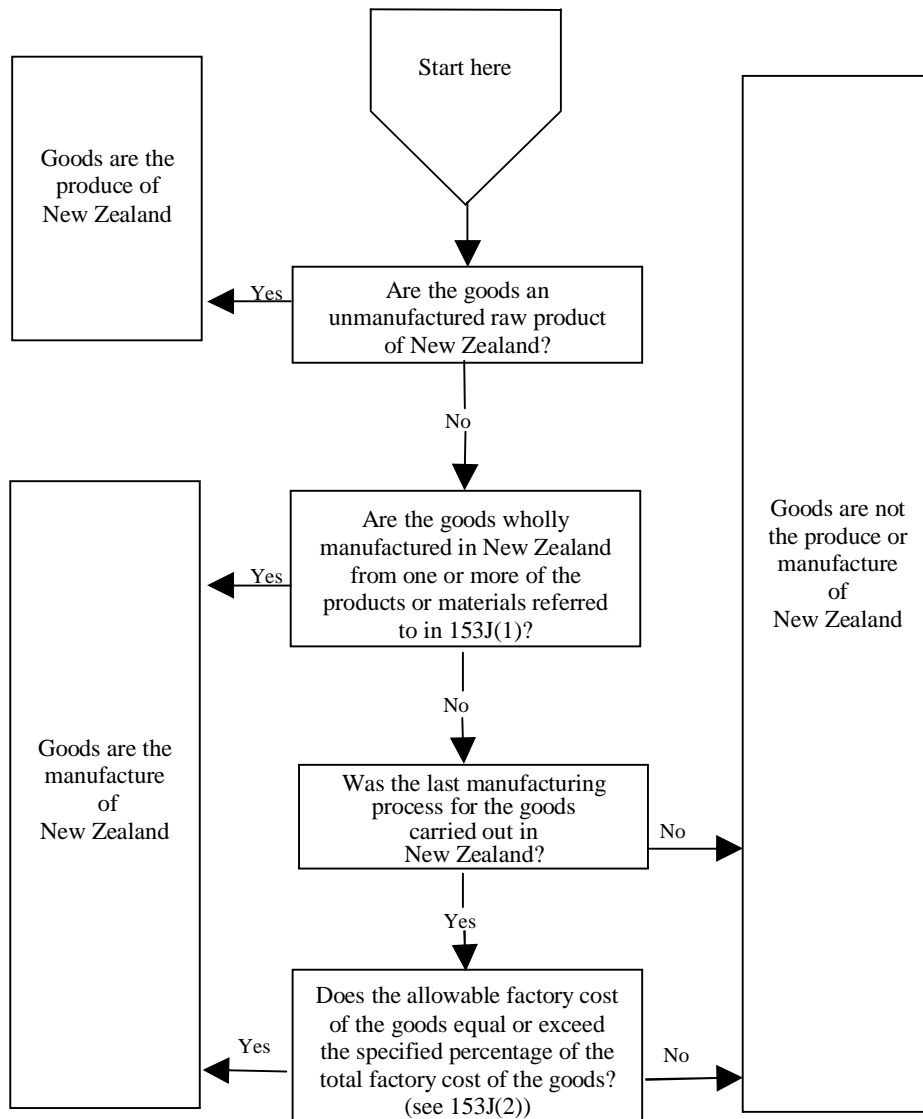 Start here
Goods are the
produce of
New Zealand
Yes
Are the goods an
unmanufactured raw product
of New Zealand?
No
Goods are not
the produce or
manufacture
of
New Zealand
Are the goods wholly
manufactured in New Zealand
from one or more of the
products or materials referred
to in 153J(1)?
Yes
No
Goods are the
manufacture
of
New Zealand
Was the last manufacturing
process for the goods
carried out in
New Zealand?
No
Yes
Does the allowable factory cost
of the goods equal or exceed
the specified percentage of the
total factory cost of the goods?
(see 153J(2))
Yes
No